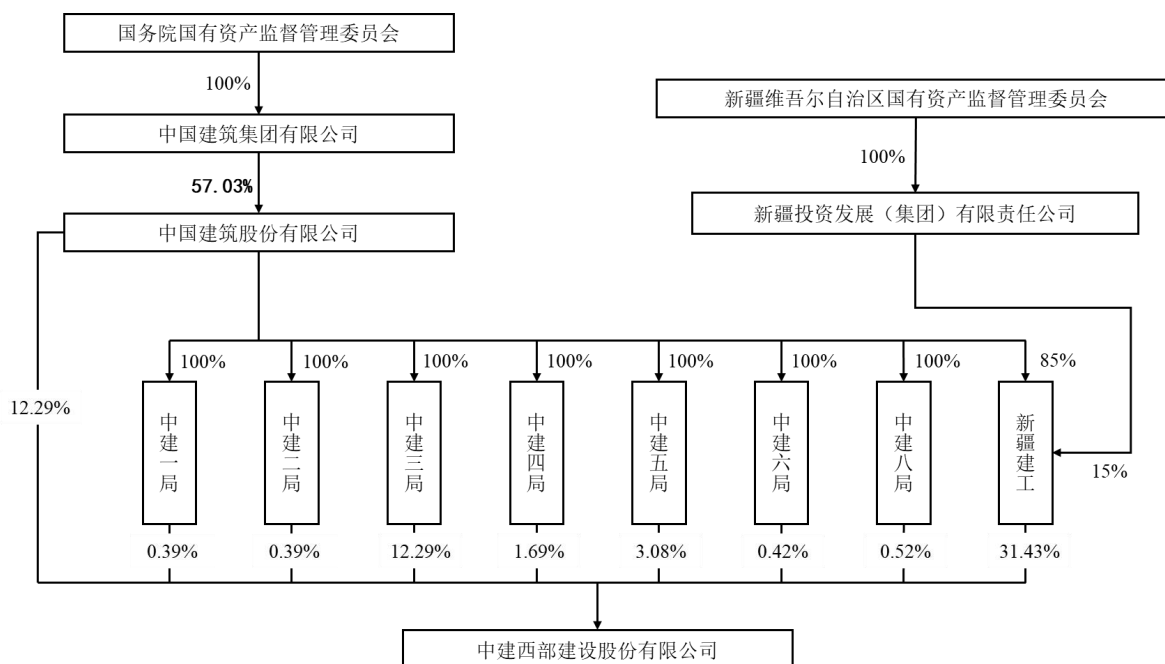 国务院国有资产监督管理委员会
100%
新疆维吾尔自治区国有资产监督管理委员会
中国建筑集团有限公司
100%
57.03%
新疆投资发展（集团）有限责任公司
中国建筑股份有限公司
100%
100%
100%
100%
100%
100%
100%
85%
12.29%
中建一局
中建二局
中建三局
中建四局
中建五局
中建六局
中建八局
新疆建工
15%
0.39%
0.39%
12.29%
1.69%
3.08%
0.42%
0.52%
31.43%
中建西部建设股份有限公司